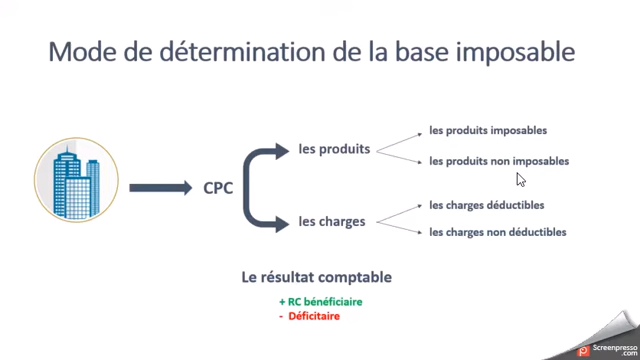 Mode de détermination de la base imposable
les produits imposables
les produits
les produits non imposables
CPC
les charges déductibles
les charges
les charges non déductibles
Le résultat comptable
+ RC bénéficiaire
- Déficitaire
Screenpresso
.com